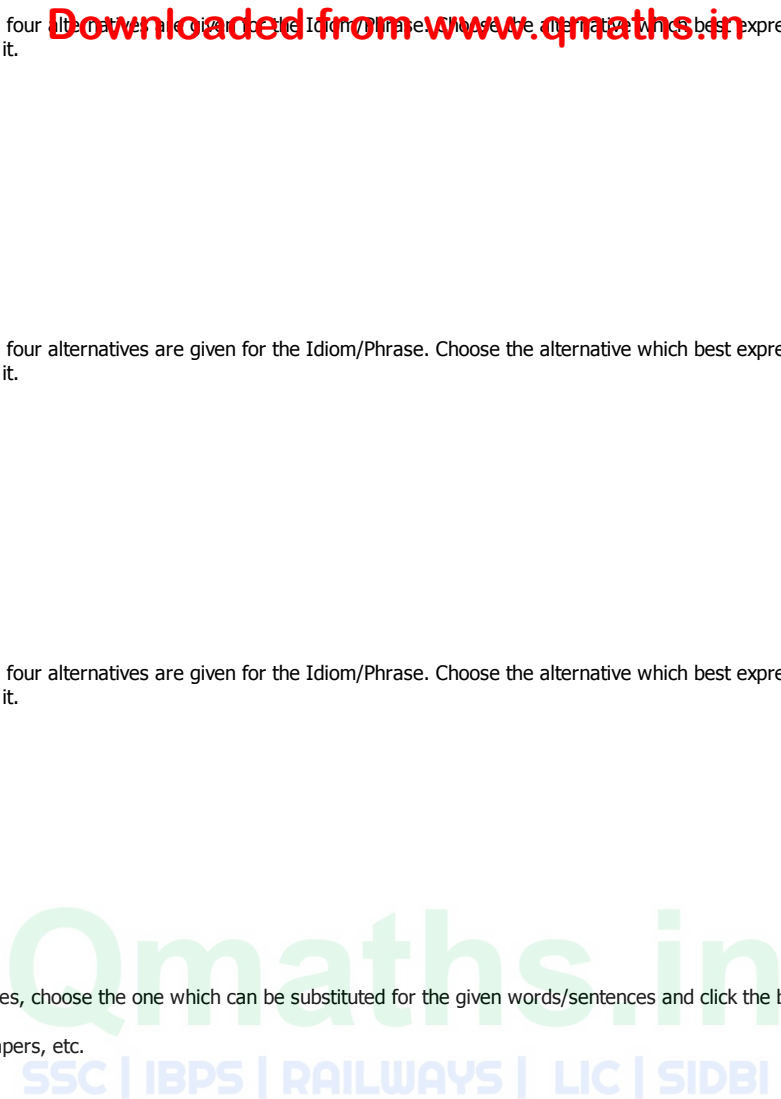 Downloaded from www.qmaths.in
four alternatives are given for the Idiom/Phrase. Choose the alternative which best expre
it.
four alternatives are given for the Idiom/Phrase. Choose the alternative which best expre
it.
four alternatives are given for the Idiom/Phrase. Choose the alternative which best expre
it.
Qmaths.in
es, choose the one which can be substituted for the given words/sentences and click the b
pers, etc.
SSC | IBPS | RAILWAYS | LIC | SIDBI